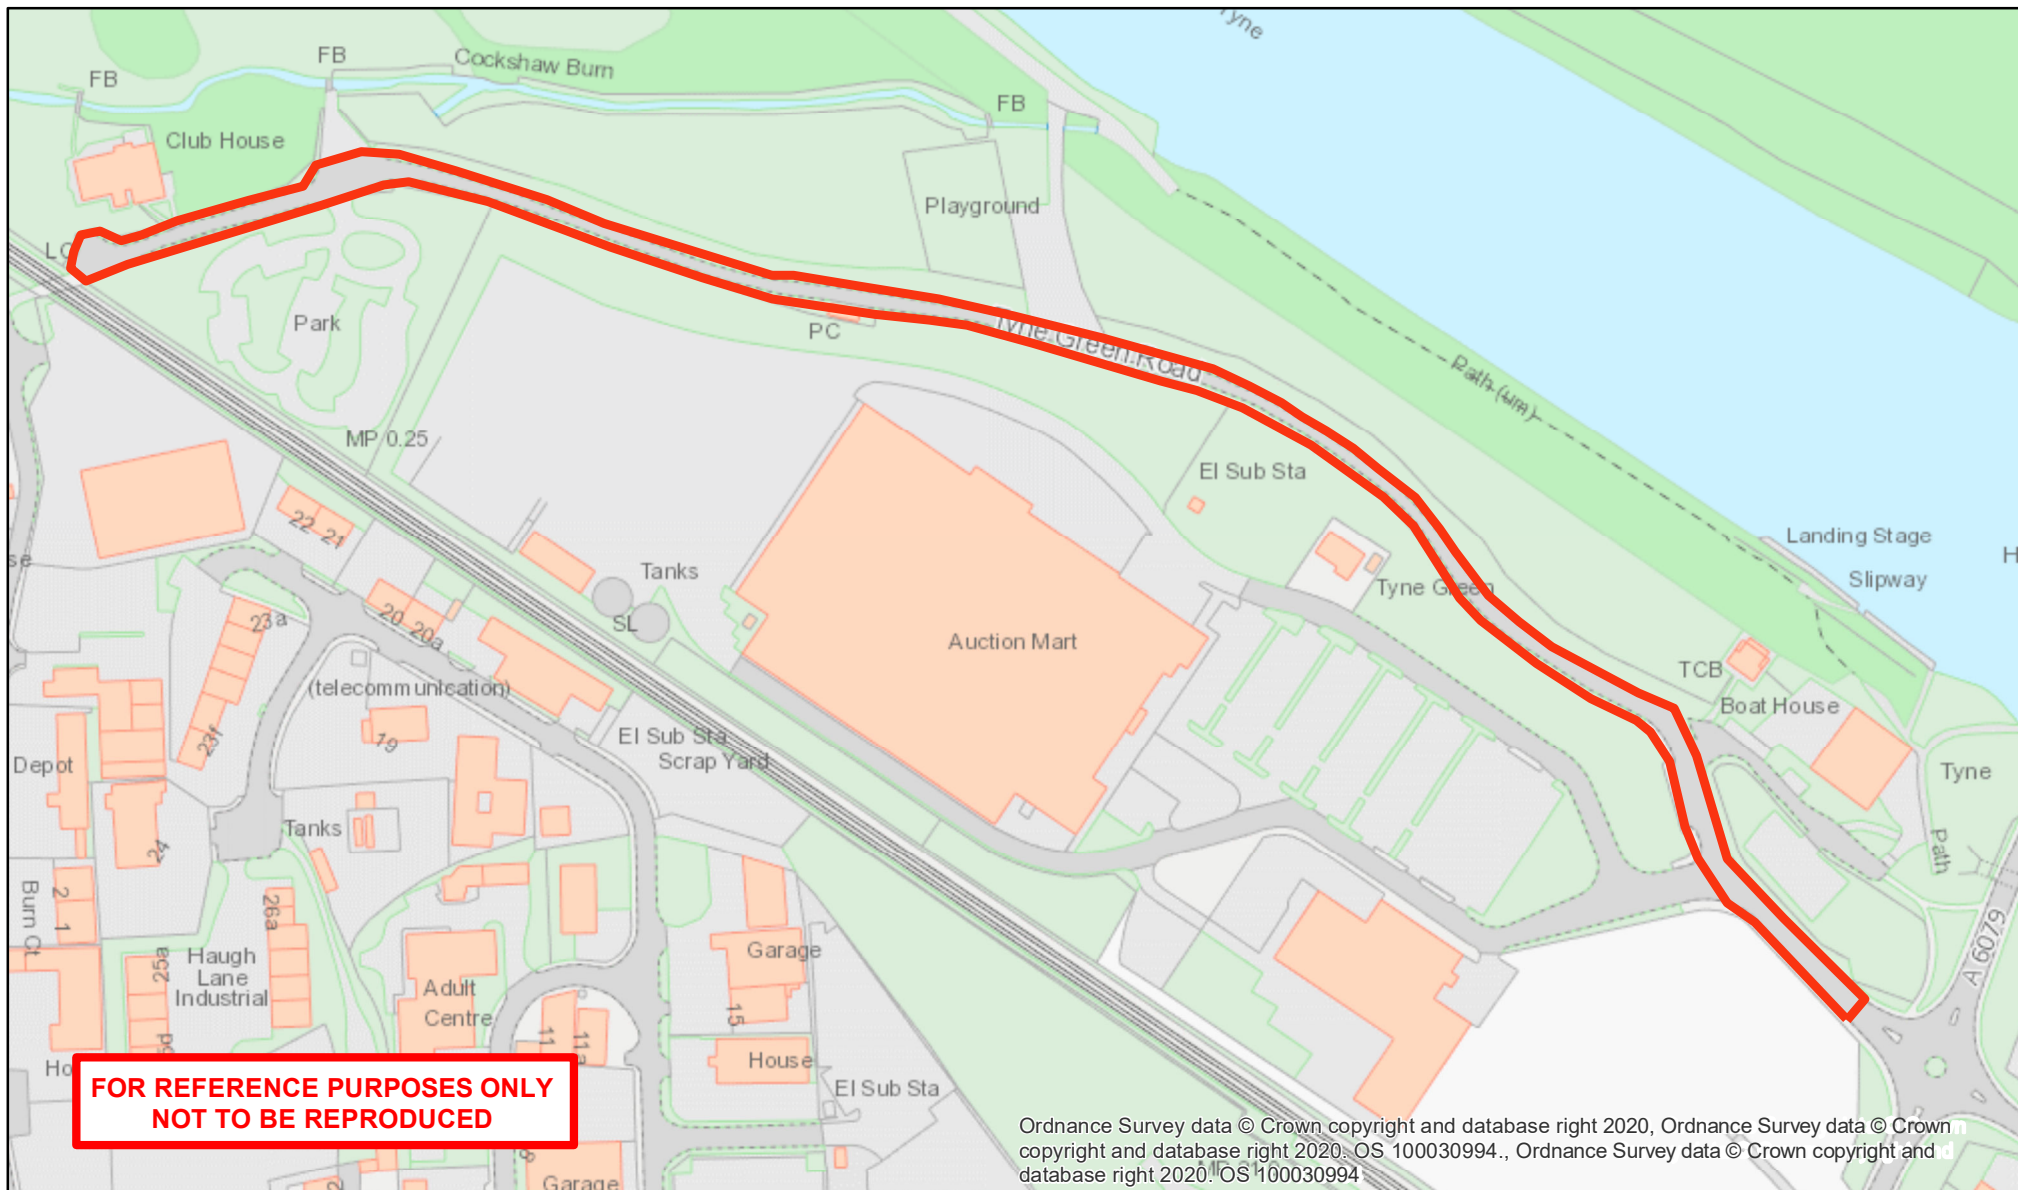 Tyne
FB
FB
Cockshaw Burn
FB
Club House
Playground
Park
PC
Tyne Green Road
Path (um)
MP 0.25
El Sub Sta
22
21
Landing Stage
Slipway
Tanks
Tyne Green
23a
20
20a
SL
Auction Mart
TCB
(telecommunication)
Boat House
23f
19
El Sub Sta
Scrap Yard
Depot
Tyne
Tanks
24
Path
2
1
Burn Ct
26a
A 6079
Haugh
Lane
Industrial
25a
Garage
Adult
Centre
15
11
11a
House
El Sub Sta
FOR REFERENCE PURPOSES ONLY
NOT TO BE REPRODUCED
Garage
Ordnance Survey data © Crown copyright and database right 2020, Ordnance Survey data © Crown
copyright and database right 2020. OS 100030994., Ordnance Survey data © Crown copyright and
database right 2020. OS 100030994